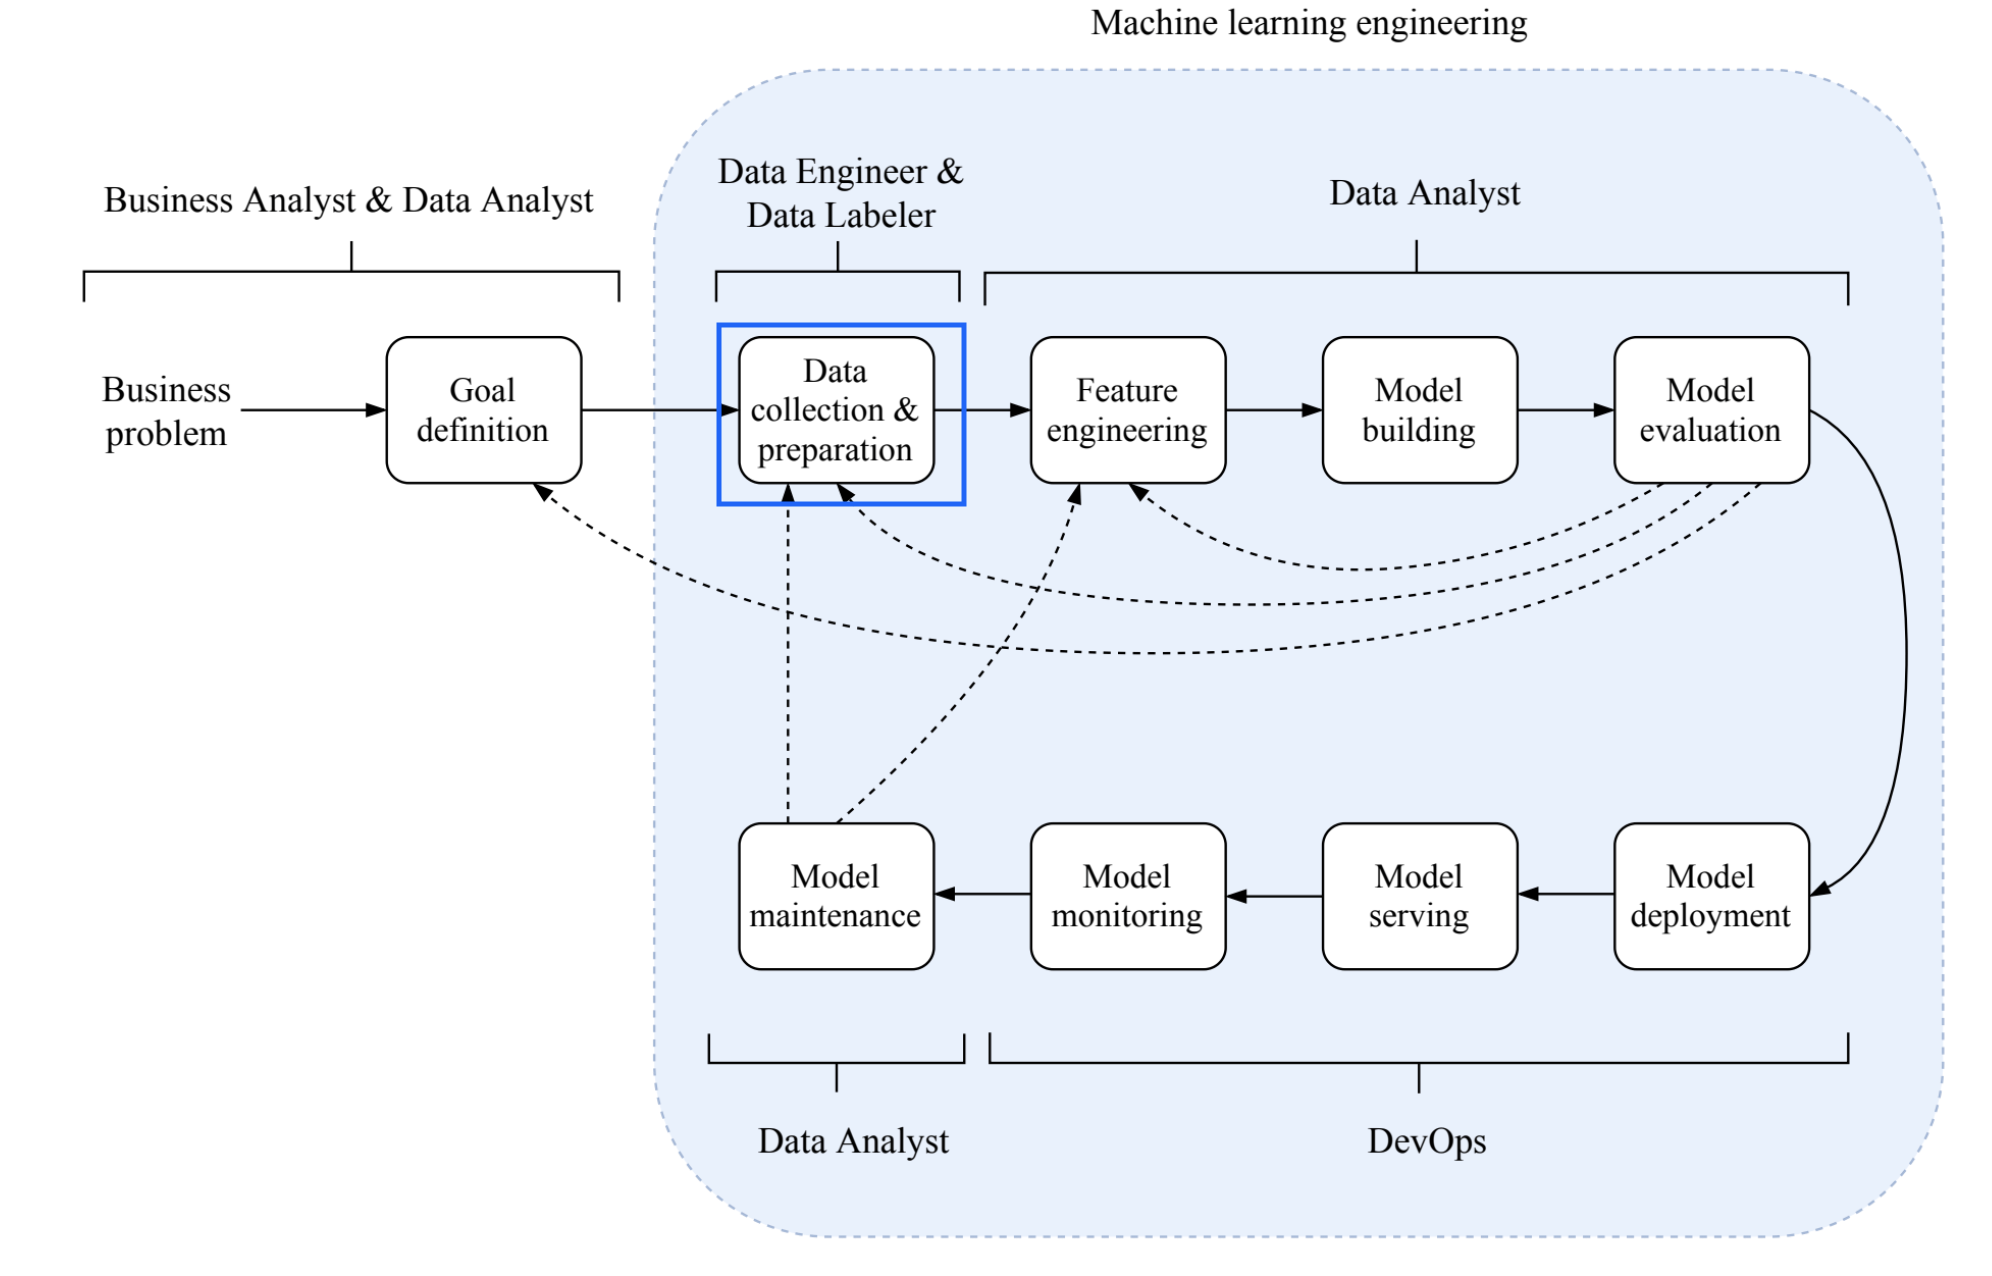 Machine learning engineering
Business Analyst & Data Analyst
Data Engineer &
Data Labeler
Data Analyst
Business
problem
Goal
definition
Data
collection &
preparation
Feature
engineering
Model
building
Model
evaluation
Model
maintenance
Model
monitoring
Model
serving
Model
deployment
Data Analyst
DevOps